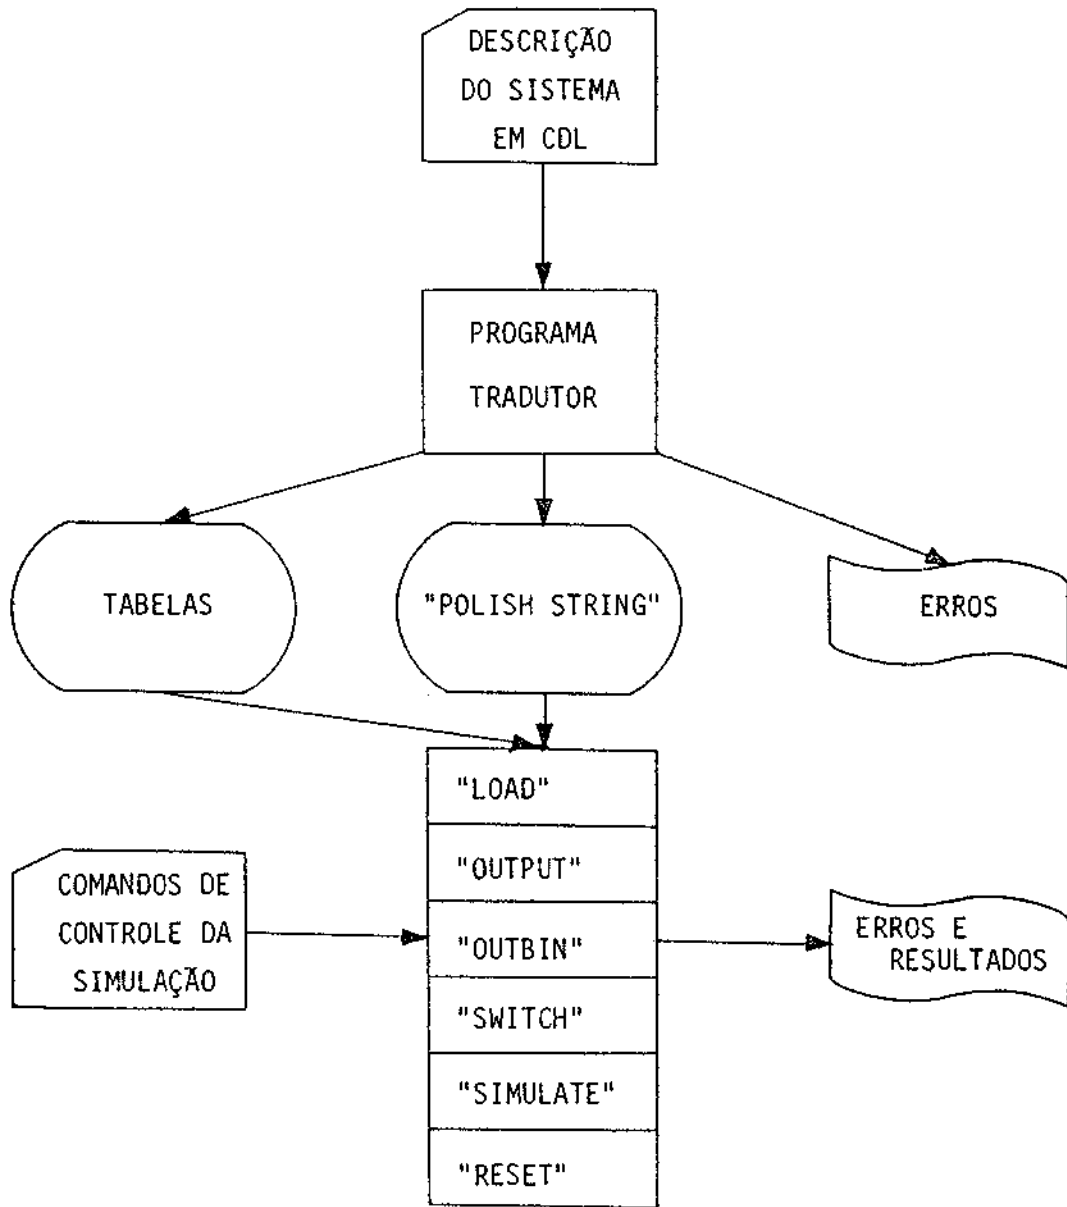 DESCRIÇÃO
DO SISTEMA
EM CDL
PROGRAMA
TRADUTOR
TABELAS
"POLISH STRING"
ERROS
"LOAD"
"OUTPUT"
"OUTBIN"
"SWITCH"
"SIMULATE"
"RESET"
COMANDOS DE
CONTROLE DA
SIMULAÇÃO
ERROS E
RESULTADOS